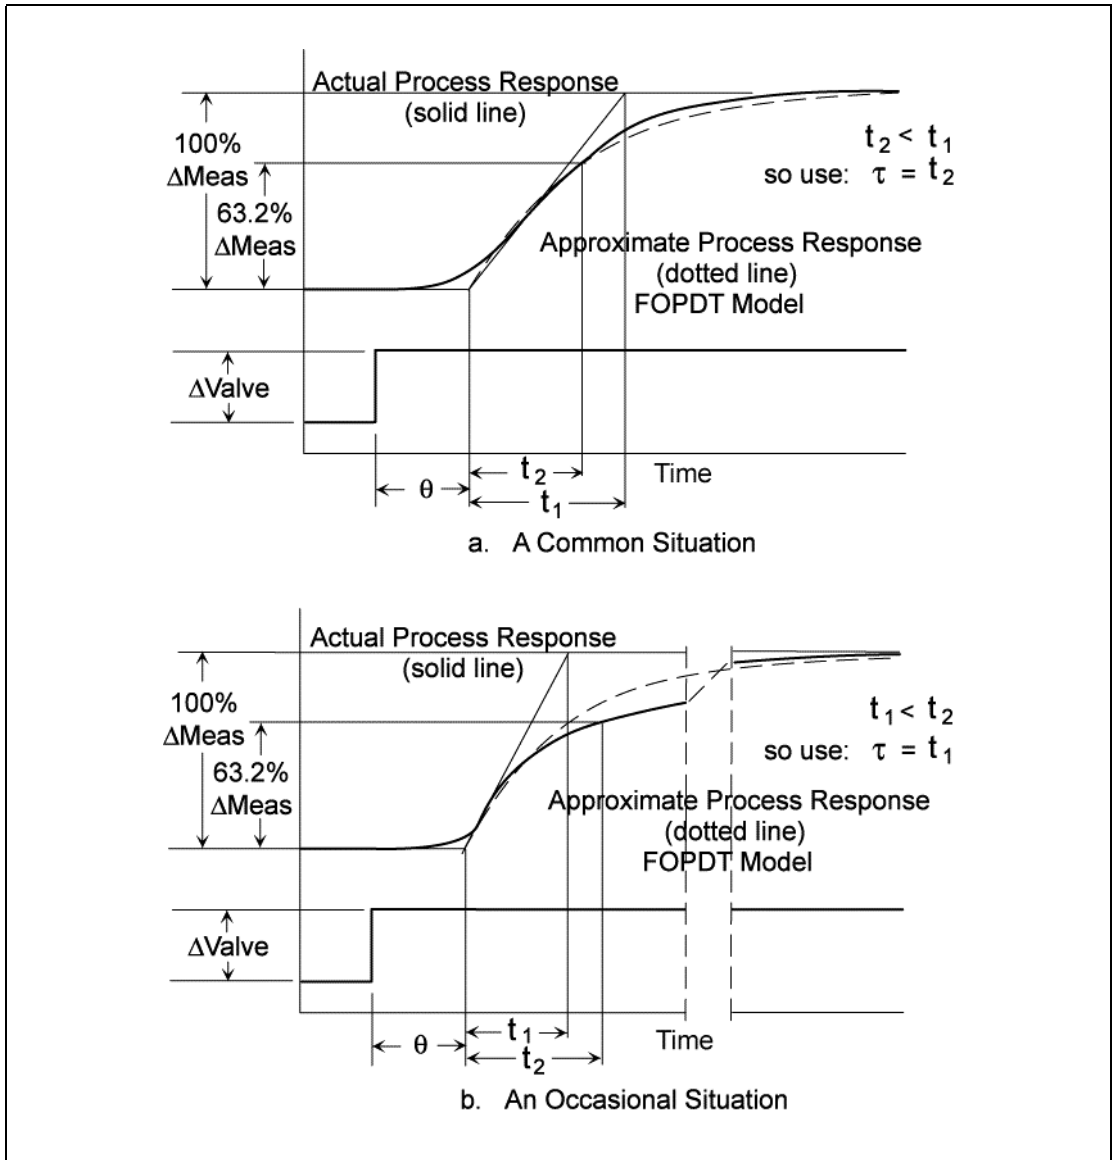 Actual Process Response
(solid line)
100%
ΔMeas
63.2%
ΔMeas
t2 < t1
so use: τ = t2
Approximate Process Response
(dotted line)
FOPDT Model
ΔValve
θ
t2
t1
Time
a. A Common Situation
Actual Process Response
(solid line)
100%
ΔMeas
63.2%
ΔMeas
t1 < t2
so use: τ = t1
Approximate Process Response
(dotted line)
FOPDT Model
ΔValve
θ
t1
t2
Time
b. An Occasional Situation